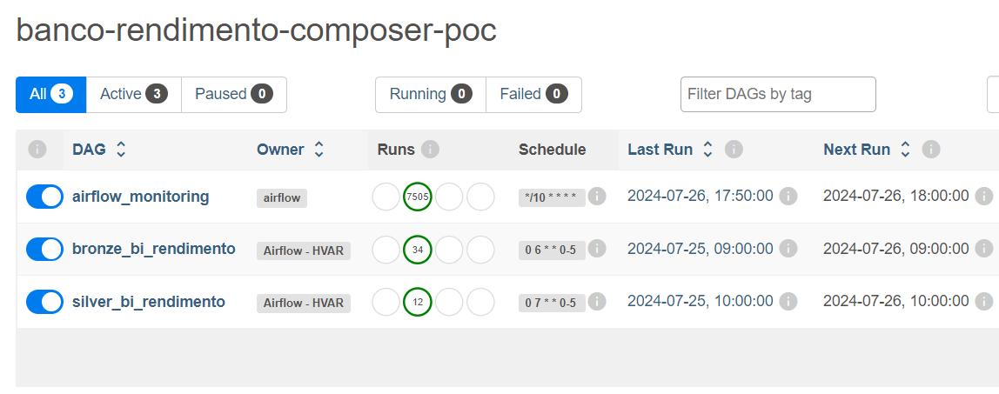 banco-rendimento-composer-poc
All 3 Active 3 Paused 0 Running 0 Failed 0 Filter DAGs by tag
DAG Owner Runs Schedule Last Run Next Run
airflow_monitoring airflow 7505 */10 * * * * 2024-07-26, 17:50:00 2024-07-26, 18:00:00
bronze_bi_rendimento Airflow - HVAR 34 0 6 * * 0-5 2024-07-25, 09:00:00 2024-07-26, 09:00:00
silver_bi_rendimento Airflow - HVAR 12 0 7 * * 0-5 2024-07-25, 10:00:00 2024-07-26, 10:00:00